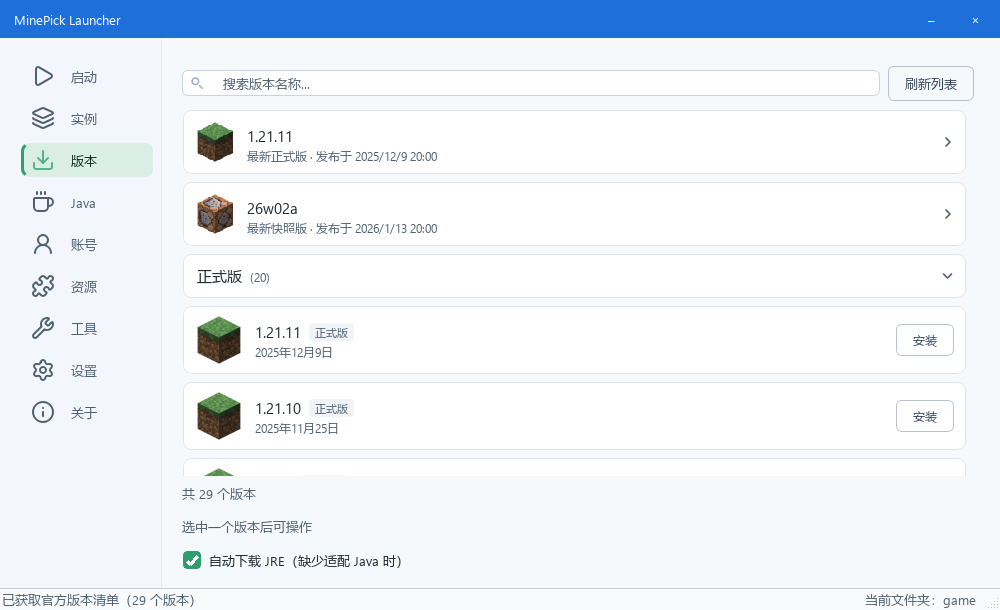 MinePick Launcher
启动
实例
版本
Java
账号
资源
工具
设置
关于
搜索版本名称...
刷新列表
1.21.11
最新正式版 · 发布于 2025/12/9 20:00
26w02a
最新快照版 · 发布于 2026/1/13 20:00
正式版 (20)
1.21.11 正式版
2025年12月9日
安装
1.21.10 正式版
2025年11月25日
安装
共 29 个版本
选中一个版本后可操作
自动下载 JRE（缺少适配 Java 时）
已获取官方版本清单（29 个版本）
当前文件夹：game